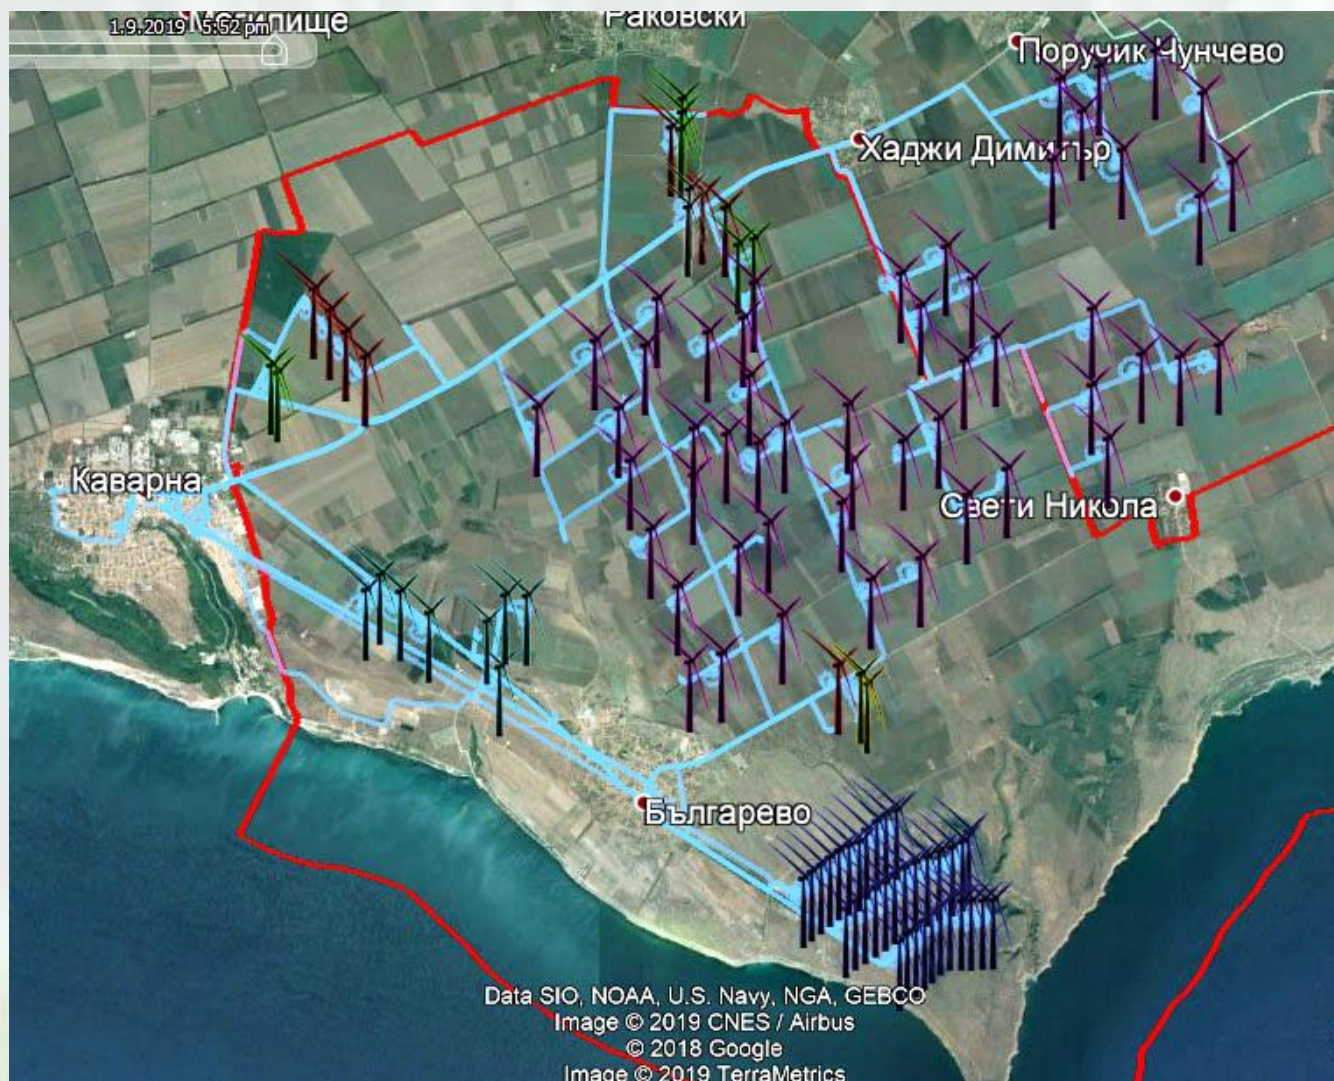 1.9.2019 5:52 pm
Раковски
Поручик Чунчево
Хаджи Димитър
Каварна
Свети Никола
Българево
Data SIO, NOAA, U.S. Navy, NGA, GEBCO
Image © 2019 CNES / Airbus
© 2018 Google
Image © 2019 TerraMetrics